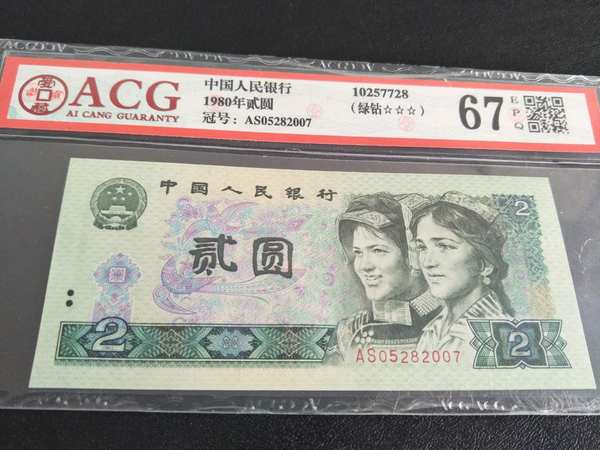 ACG
AI CANG GUARANTY
中国人民银行
1980年贰圆
冠号: AS05282007
10257728
(绿钻☆☆☆)
67
EPQ
中国人民银行
2
贰圆
2
AS05282007
2